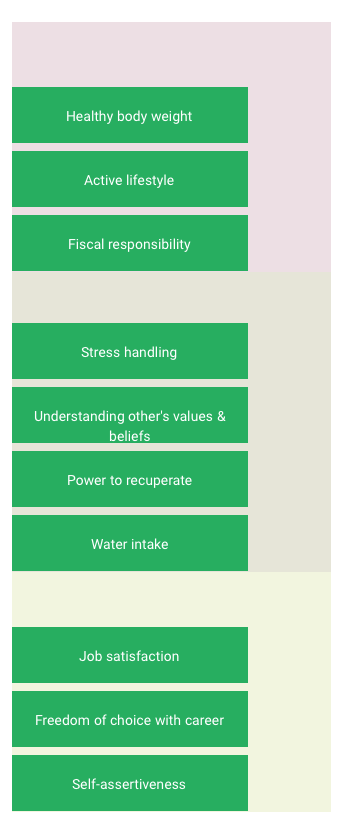 Healthy body weight
Active lifestyle
Fiscal responsibility
Stress handling
Understanding other's values &
beliefs
Power to recuperate
Water intake
Job satisfaction
Freedom of choice with career
Self-assertiveness